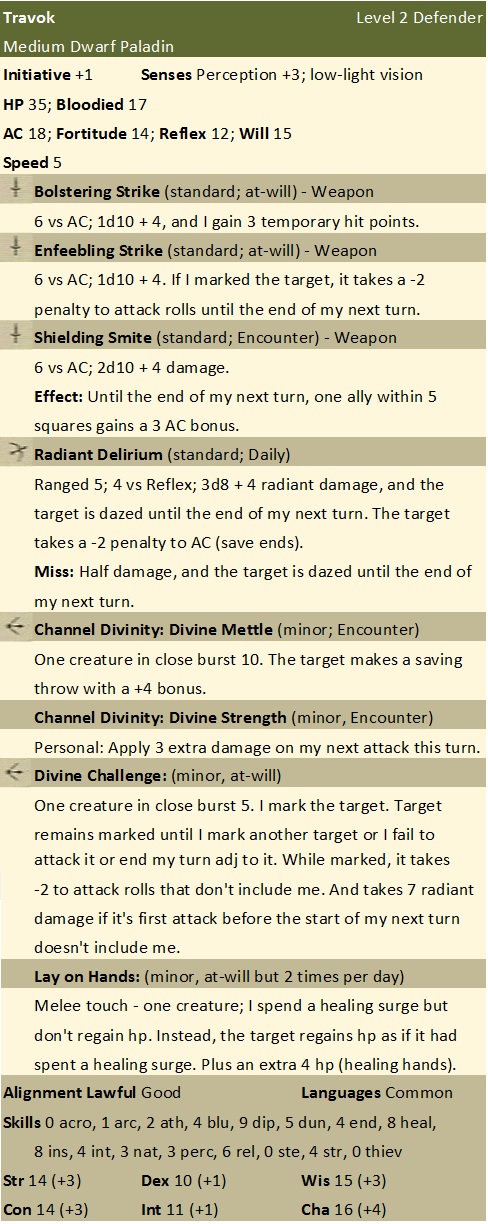 Travok Level 2 Defender
Medium Dwarf Paladin
Initiative +1 Senses Perception +3; low-light vision
HP 35; Bloodied 17
AC 18; Fortitude 14; Reflex 12; Will 15
Speed 5
Bolstering Strike (standard; at-will) - Weapon
6 vs AC; 1d10 + 4, and I gain 3 temporary hit points.
Enfeebling Strike (standard; at-will) - Weapon
6 vs AC; 1d10 + 4. If I marked the target, it takes a -2
penalty to attack rolls until the end of my next turn.
Shielding Smite (standard; Encounter) - Weapon
6 vs AC; 2d10 + 4 damage.
Effect: Until the end of my next turn, one ally within 5
squares gains a 3 AC bonus.
Radiant Delirium (standard; Daily)
Ranged 5; 4 vs Reflex; 3d8 + 4 radiant damage, and the
target is dazed until the end of my next turn. The target
takes a -2 penalty to AC (save ends).
Miss: Half damage, and the target is dazed until the end of
my next turn.
Channel Divinity: Divine Mettle (minor; Encounter)
One creature in close burst 10. The target makes a saving
throw with a +4 bonus.
Channel Divinity: Divine Strength (minor, Encounter)
Personal: Apply 3 extra damage on my next attack this turn.
Divine Challenge: (minor, at-will)
One creature in close burst 5. I mark the target. Target
remains marked until I mark another target or I fail to
attack it or end my turn adj to it. While marked, it takes
-2 to attack rolls that don't include me. And takes 7 radiant
damage if it's first attack before the start of my next turn
doesn't include me.
Lay on Hands: (minor, at-will but 2 times per day)
Melee touch - one creature; I spend a healing surge but
don't regain hp. Instead, the target regains hp as if it had
spent a healing surge. Plus an extra 4 hp (healing hands).
Alignment Lawful Good Languages Common
Skills 0 acro, 1 arc, 2 ath, 4 blu, 9 dip, 5 dun, 4 end, 8 heal,
8 ins, 4 int, 3 nat, 3 perc, 6 rel, 0 ste, 4 str, 0 thiev
Str 14 (+3) Dex 10 (+1) Wis 15 (+3)
Con 14 (+3) Int 11 (+1) Cha 16 (+4)